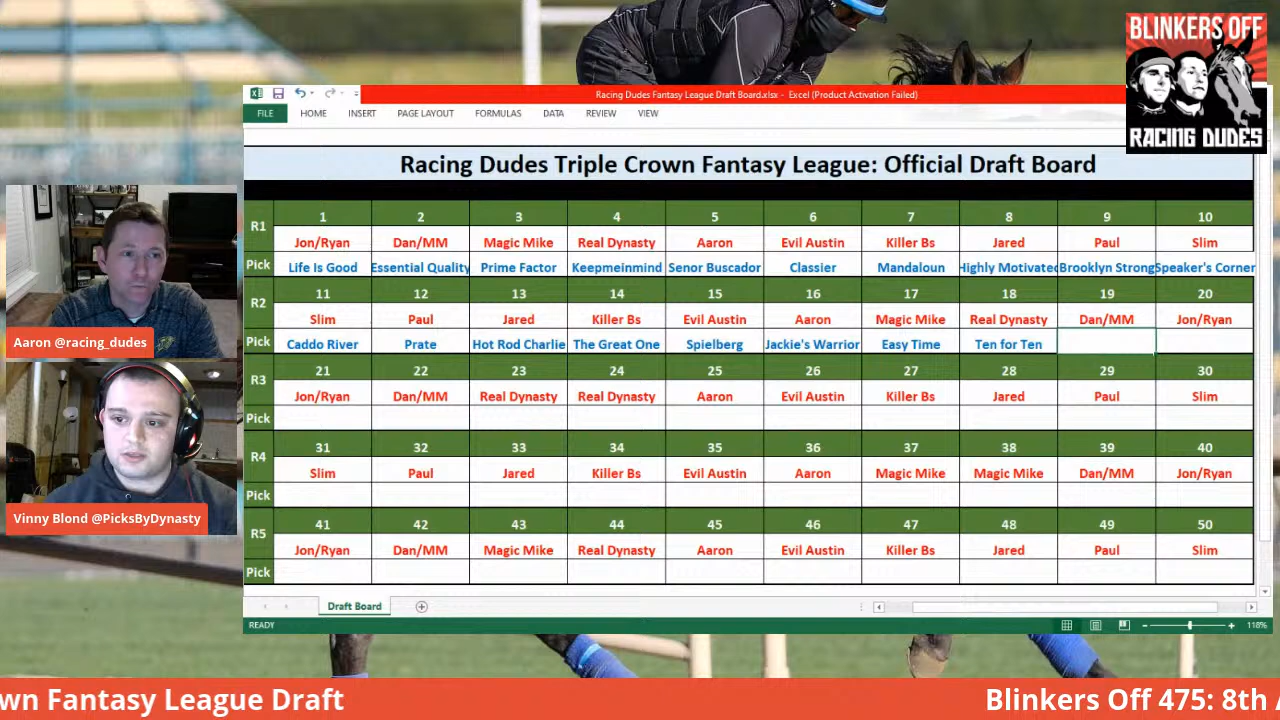 BLINKERS OFF
RACING DUDES
Racing Dudes Fantasy League Draft Board.xlsx - Excel (Product Activation Failed)
FILE HOME INSERT PAGE LAYOUT FORMULAS DATA REVIEW VIEW
Racing Dudes Triple Crown Fantasy League: Official Draft Board
R1 1 2 3 4 5 6 7 8 9 10
Jon/Ryan Dan/MM Magic Mike Real Dynasty Aaron Evil Austin Killer Bs Jared Paul Slim
Pick Life Is Good Essential Quality Prime Factor Keepmeinmind Senor Buscador Classier Mandaloun Highly Motivated Brooklyn Strong Speaker's Corner
R2 11 12 13 14 15 16 17 18 19 20
Slim Paul Jared Killer Bs Evil Austin Aaron Magic Mike Real Dynasty Dan/MM Jon/Ryan
Pick Caddo River Prate Hot Rod Charlie The Great One Spielberg Jackie's Warrior Easy Time Ten for Ten
R3 21 22 23 24 25 26 27 28 29 30
Jon/Ryan Dan/MM Real Dynasty Real Dynasty Aaron Evil Austin Killer Bs Jared Paul Slim
Pick
R4 31 32 33 34 35 36 37 38 39 40
Slim Paul Jared Killer Bs Evil Austin Aaron Magic Mike Magic Mike Dan/MM Jon/Ryan
Pick
R5 41 42 43 44 45 46 47 48 49 50
Jon/Ryan Dan/MM Magic Mike Real Dynasty Aaron Evil Austin Killer Bs Jared Paul Slim
Pick
Draft Board
READY 118%
Aaron @racing_dudes
Vinny Blond @PicksByDynasty
wn Fantasy League Draft
Blinkers Off 475: 8th A